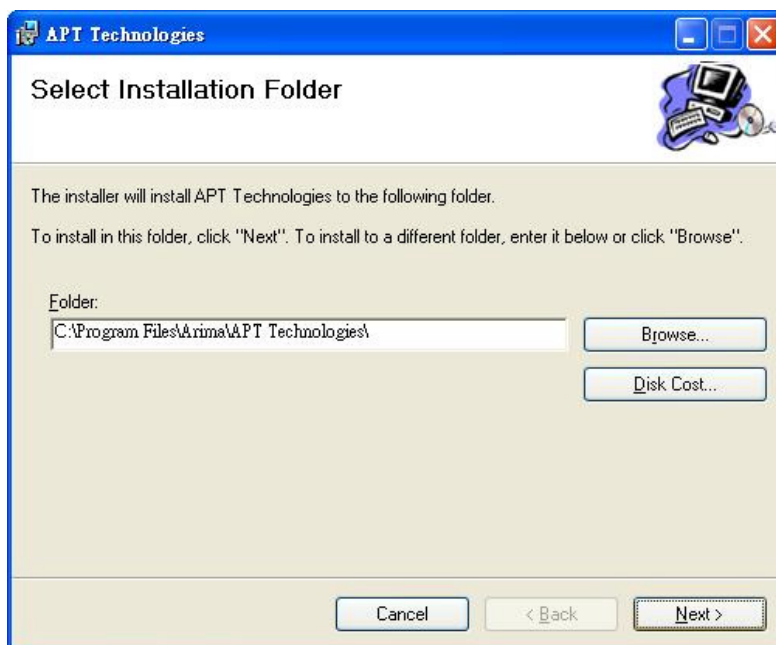 APT Technologies
Select Installation Folder
The installer will install APT Technologies to the following folder.
To install in this folder, click "Next". To install to a different folder, enter it below or click "Browse".
Folder:
C:\Program Files\Arima\APT Technologies\
Browse...
Disk Cost...
Cancel
< Back
Next >